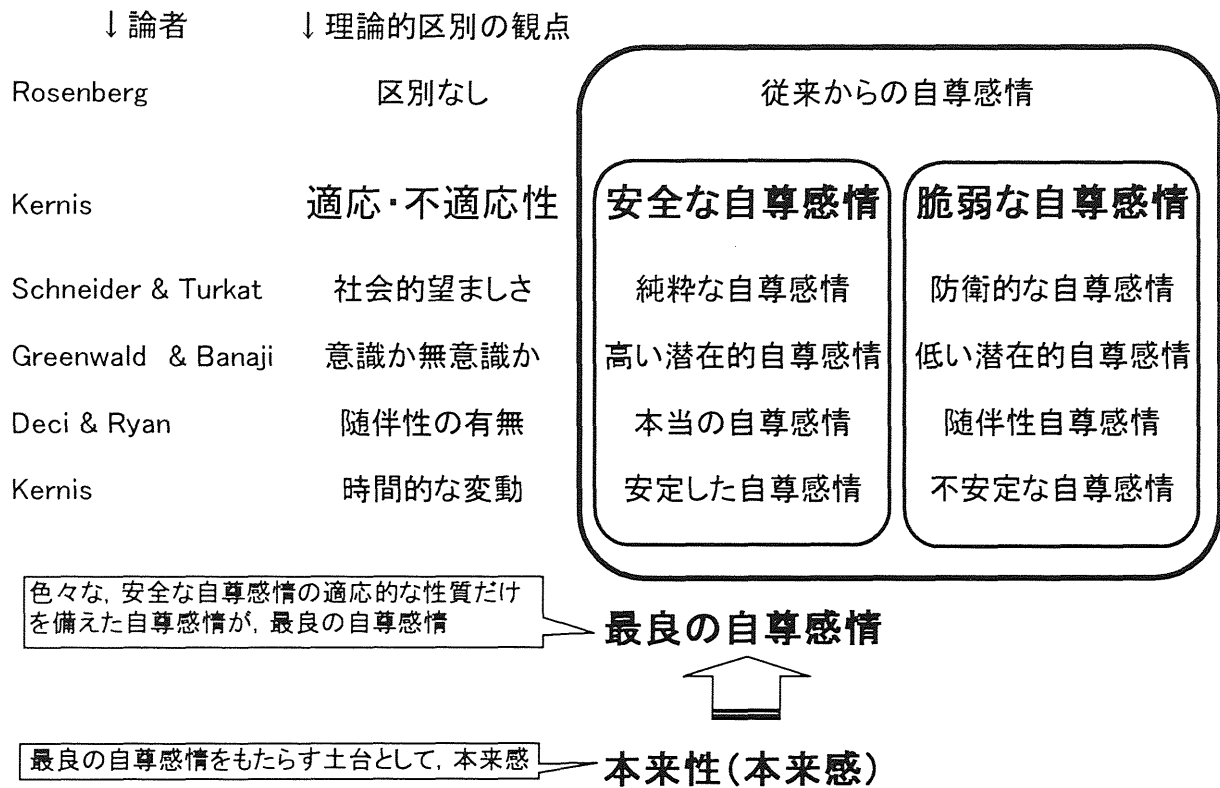 ↓論者 ↓理論的区別の観点
Rosenberg 区別なし 従来からの自尊感情
Kernis 適応・不適応性 安全な自尊感情 脆弱な自尊感情
Schneider & Turkat 社会的望ましさ 純粋な自尊感情 防衛的な自尊感情
Greenwald & Banaji 意識か無意識か 高い潜在的自尊感情 低い潜在的自尊感情
Deci & Ryan 随伴性の有無 本当の自尊感情 随伴性自尊感情
Kernis 時間的な変動 安定した自尊感情 不安定な自尊感情
色々な, 安全な自尊感情の適応的な性質だけ
を備えた自尊感情が, 最良の自尊感情
最良の自尊感情
最良の自尊感情をもたらす土台として, 本来感
本来性(本来感)